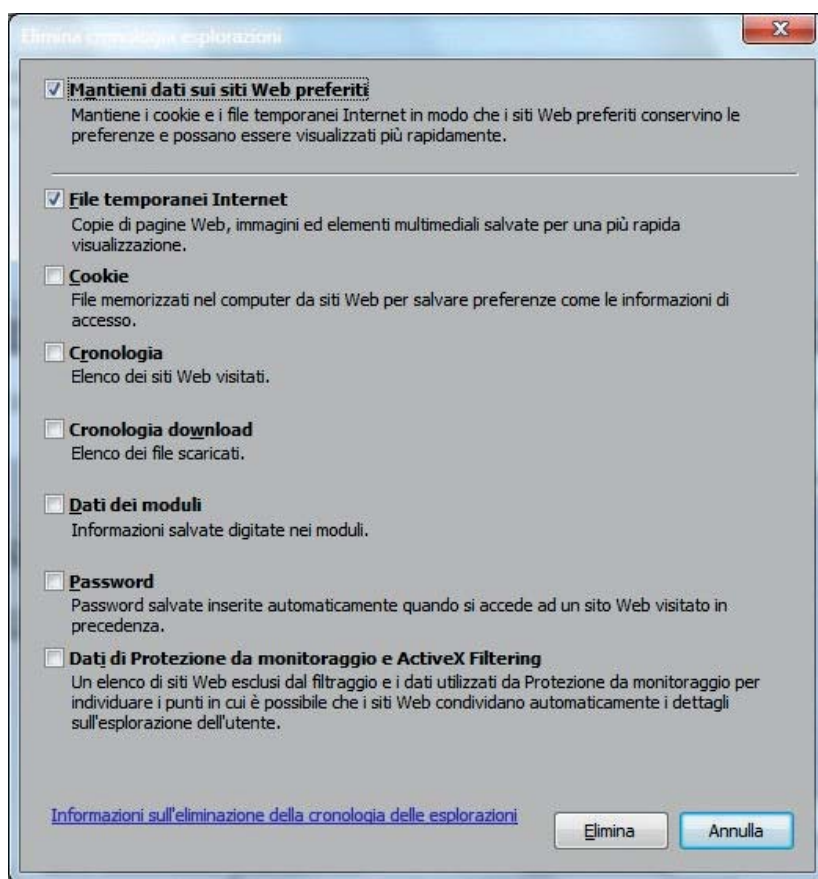 Elimina cronologia esplorazioni
Mantieni dati sui siti Web preferiti
Mantiene i cookie e i file temporanei Internet in modo che i siti Web preferiti conservino le
preferenze e possano essere visualizzati più rapidamente.
File temporanei Internet
Copie di pagine Web, immagini ed elementi multimediali salvate per una più rapida
visualizzazione.
Cookie
File memorizzati nel computer da siti Web per salvare preferenze come le informazioni di
accesso.
Cronologia
Elenco dei siti Web visitati.
Cronologia download
Elenco dei file scaricati.
Dati dei moduli
Informazioni salvate digitate nei moduli.
Password
Password salvate inserite automaticamente quando si accede ad un sito Web visitato in
precedenza.
Dati di Protezione da monitoraggio e ActiveX Filtering
Un elenco di siti Web esclusi dal filtraggio e i dati utilizzati da Protezione da monitoraggio per
individuare i punti in cui è possibile che i siti Web condividano automaticamente i dettagli
sull'esplorazione dell'utente.
Informazioni sull'eliminazione della cronologia delle esplorazioni
Elimina
Annulla